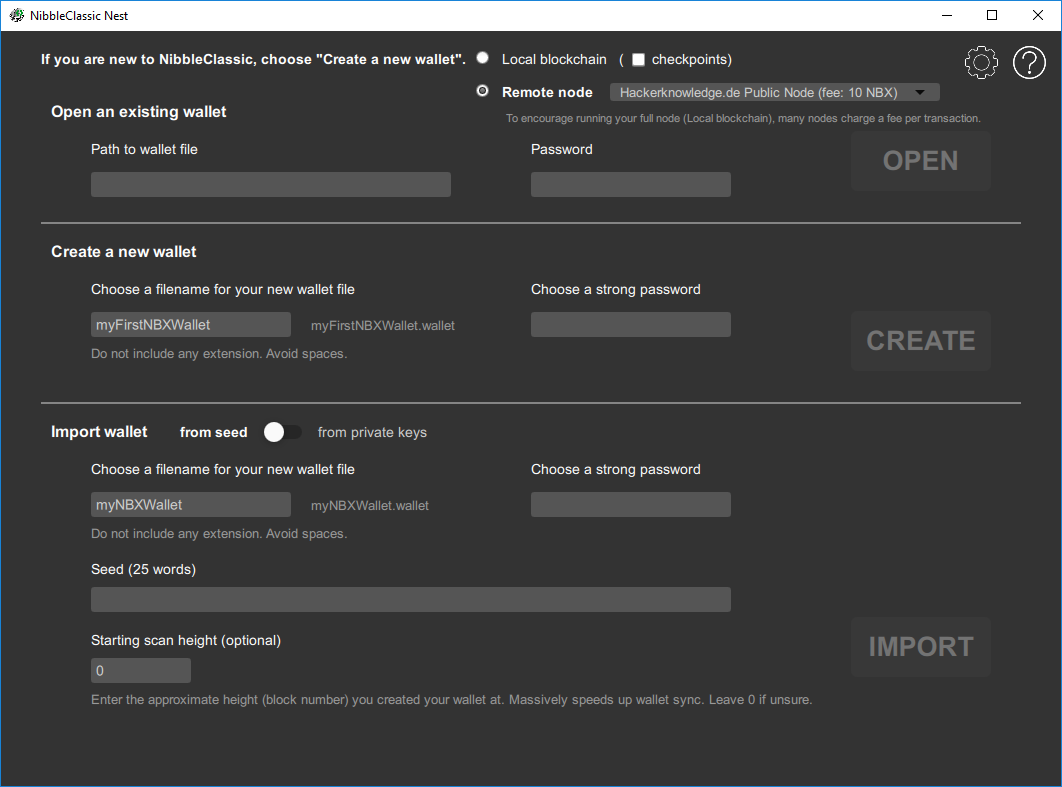 NibbleClassic Nest
If you are new to NibbleClassic, choose "Create a new wallet".
Local blockchain ( checkpoints)
Remote node
Hackerknowledge.de Public Node (fee: 10 NBX)
To encourage running your full node (Local blockchain), many nodes charge a fee per transaction.
Open an existing wallet
Path to wallet file
Password
OPEN
Create a new wallet
Choose a filename for your new wallet file
Choose a strong password
myFirstNBXWallet
myFirstNBXWallet.wallet
Do not include any extension. Avoid spaces.
CREATE
Import wallet
from seed
from private keys
Choose a filename for your new wallet file
Choose a strong password
myNBXWallet
myNBXWallet.wallet
Do not include any extension. Avoid spaces.
Seed (25 words)
Starting scan height (optional)
0
Enter the approximate height (block number) you created your wallet at. Massively speeds up wallet sync. Leave 0 if unsure.
IMPORT